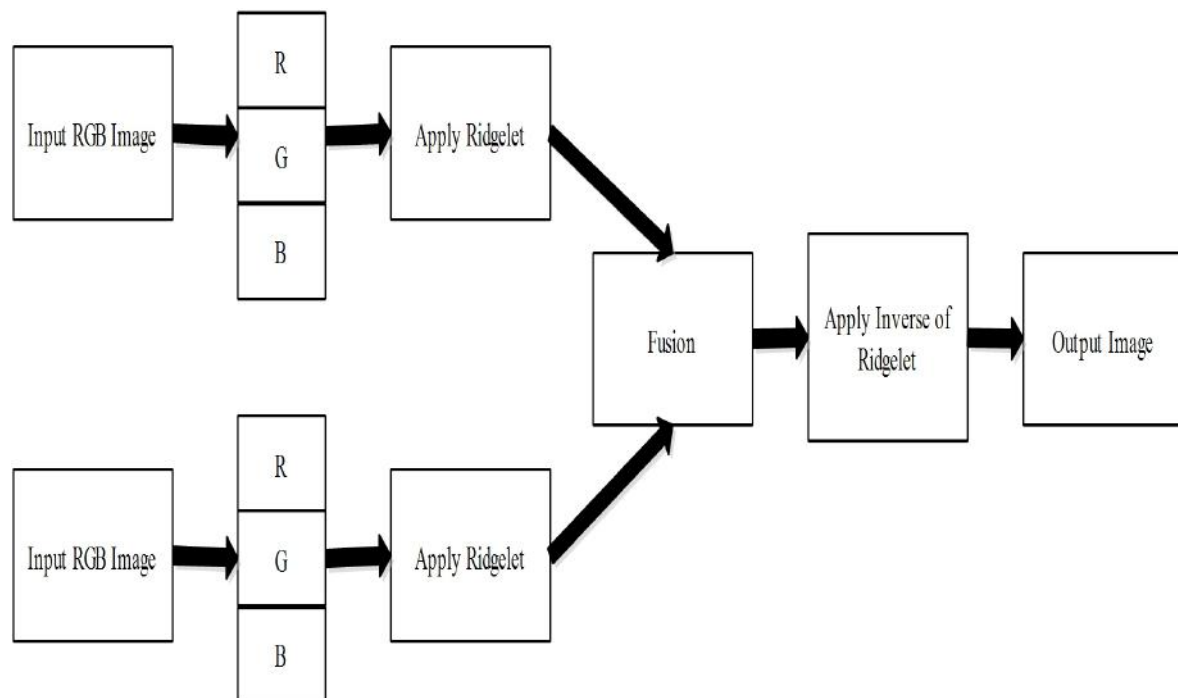 Input RGB Image
R
G
B
Apply Ridgelet
Input RGB Image
R
G
B
Apply Ridgelet
Fusion
Apply Inverse of
Ridgelet
Output Image